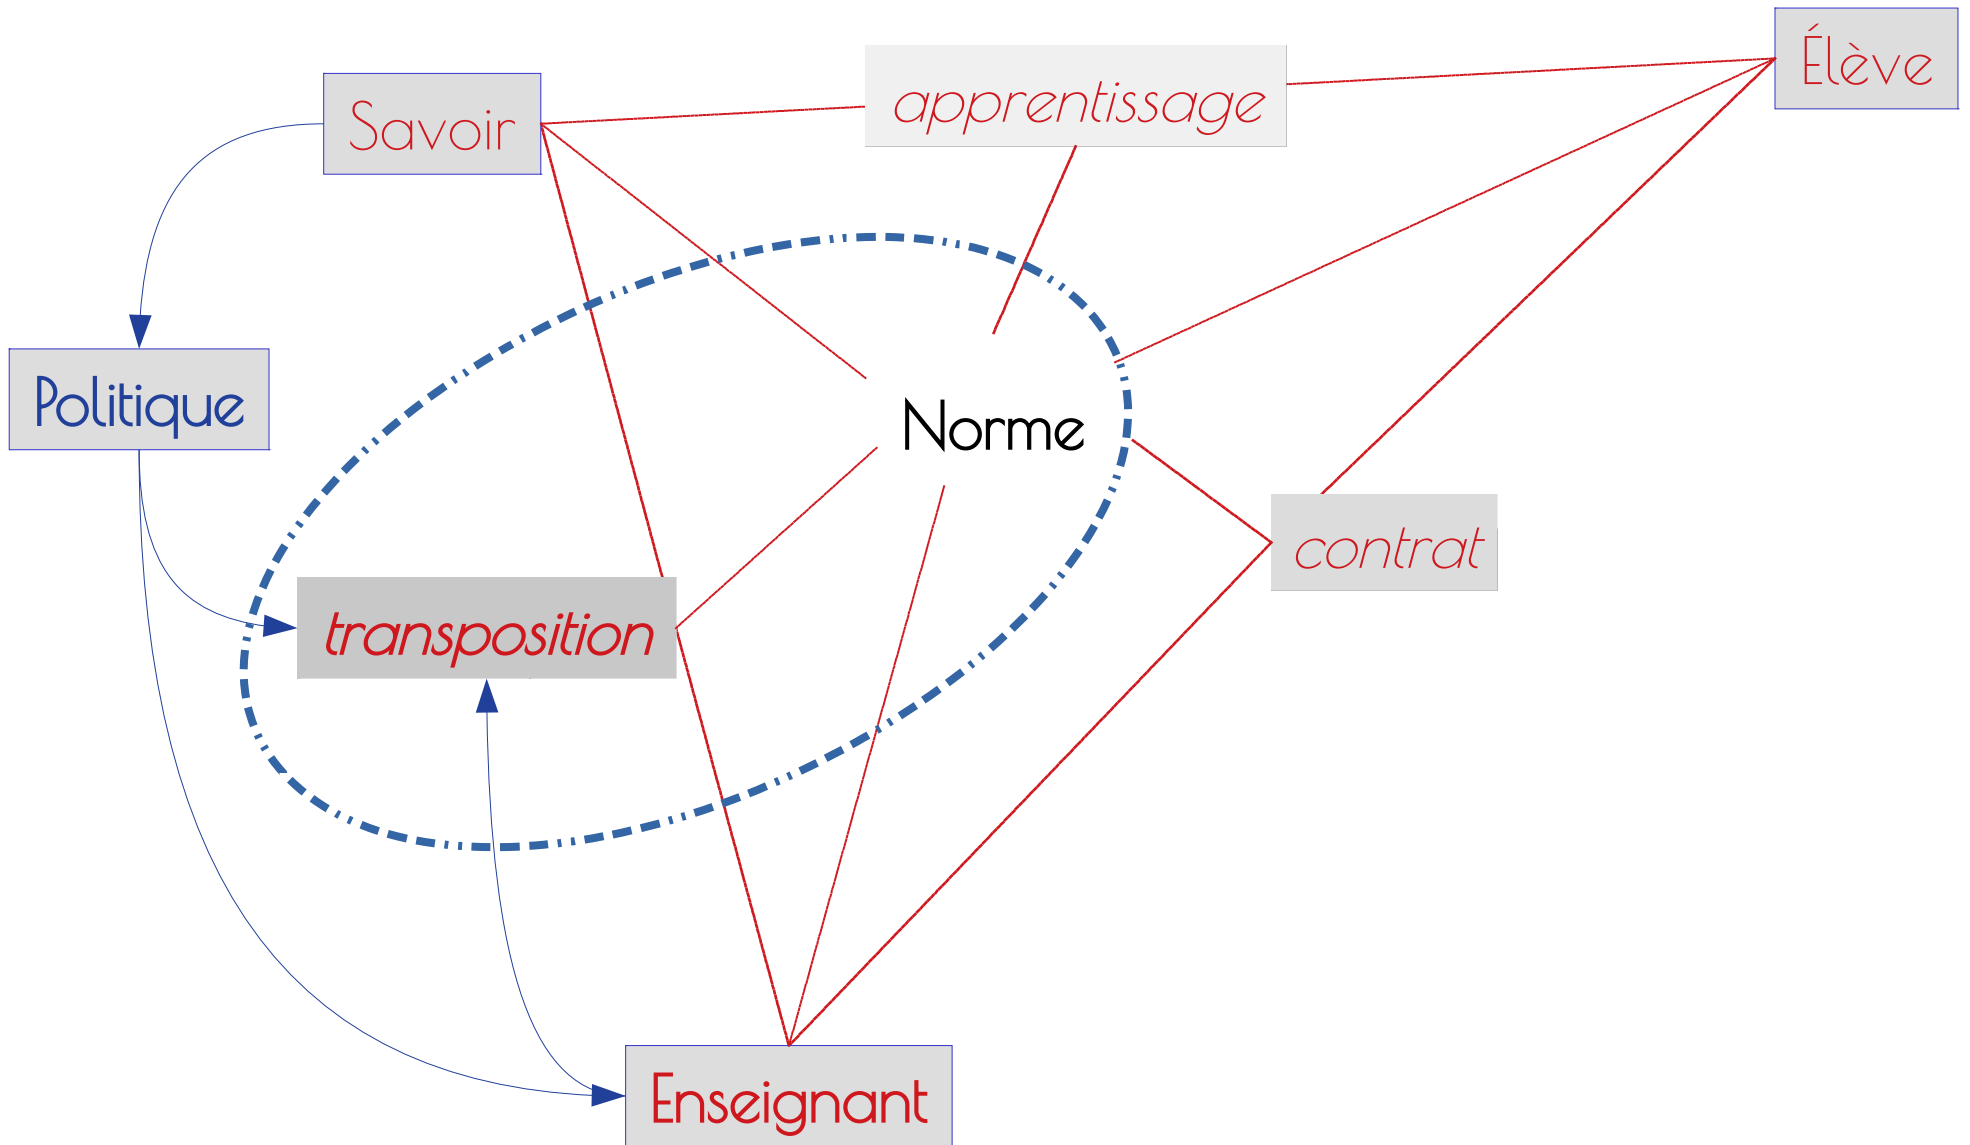 Élève
apprentissage
Savoir
Politique
Norme
contrat
transposition
Enseignant